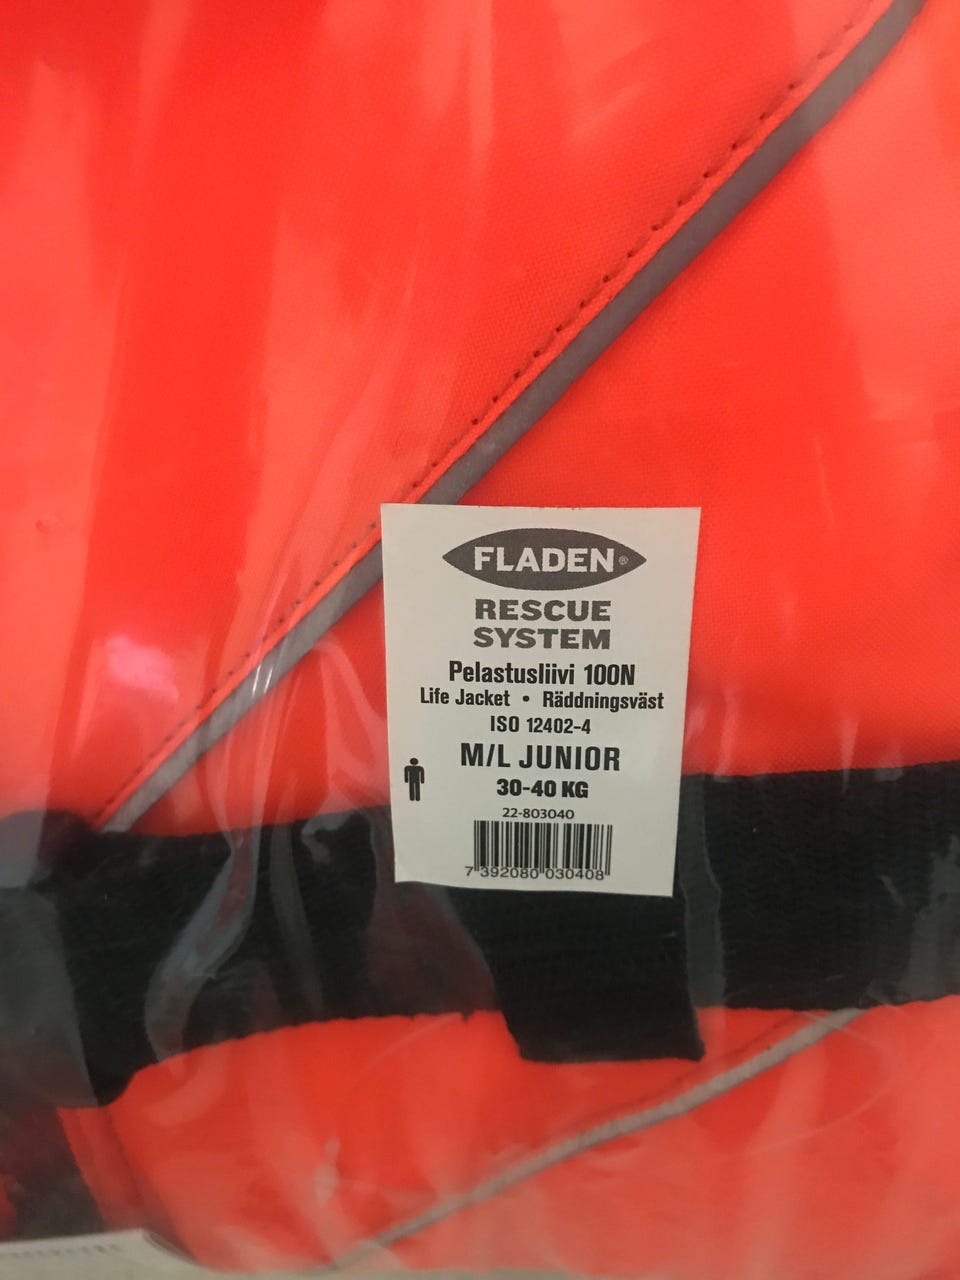 FLADEN®
RESCUE
SYSTEM
Pelastusliivi 100N
Life Jacket • Räddningsväst
ISO 12402-4
M/L JUNIOR
30-40 KG
22-803040
7 392080 030408